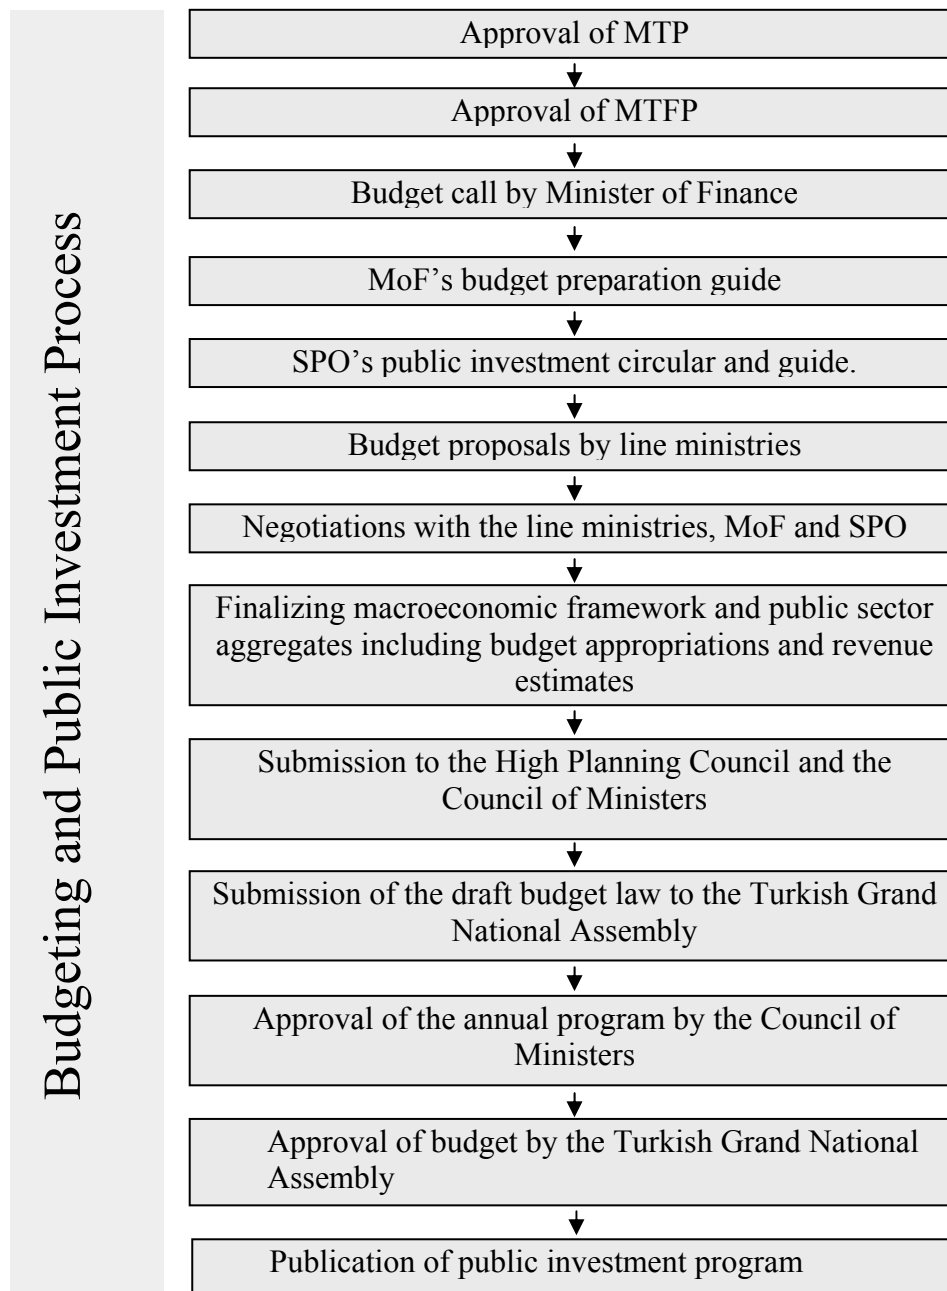 Budgeting and Public Investment Process
Approval of MTP
Approval of MTFP
Budget call by Minister of Finance
MoF’s budget preparation guide
SPO’s public investment circular and guide.
Budget proposals by line ministries
Negotiations with the line ministries, MoF and SPO
Finalizing macroeconomic framework and public sector
aggregates including budget appropriations and revenue
estimates
Submission to the High Planning Council and the
Council of Ministers
Submission of the draft budget law to the Turkish Grand
National Assembly
Approval of the annual program by the Council of
Ministers
Approval of budget by the Turkish Grand National
Assembly
Publication of public investment program